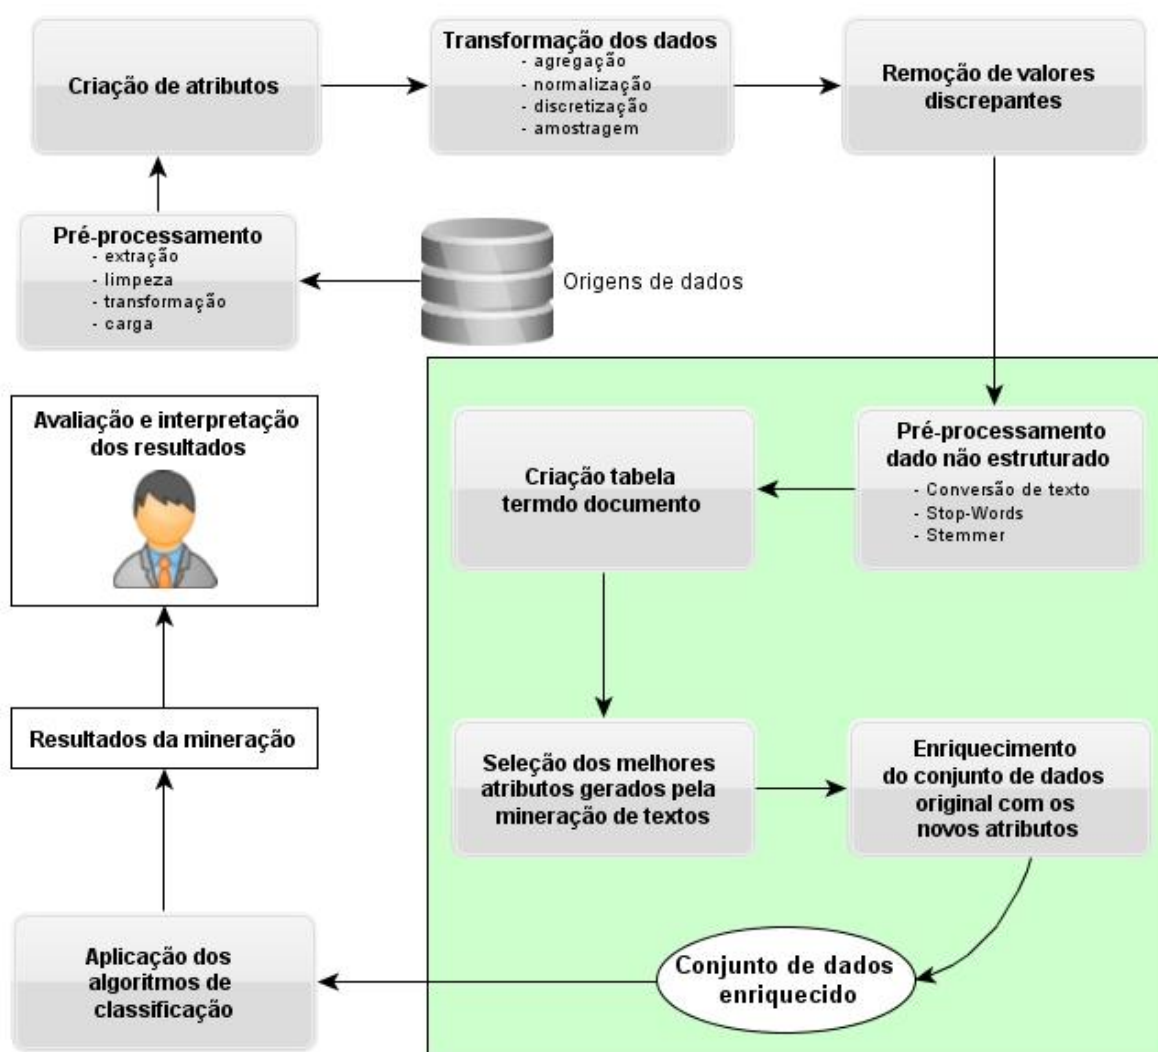 Criação de atributos
Transformação dos dados
- agregação
- normalização
- discretização
- amostragem
Remoção de valores
discrepantes
Pré-processamento
- extração
- limpeza
- transformação
- carga
Origens de dados
Avaliação e interpretação
dos resultados
Criação tabela
termdo documento
Pré-processamento
dado não estruturado
- Conversão de texto
- Stop-Words
- Stemmer
Resultados da mineração
Seleção dos melhores
atributos gerados pela
mineração de textos
Enriquecimento
do conjunto de dados
original com os
novos atributos
Aplicação dos
algoritmos de
classificação
Conjunto de dados
enriquecido